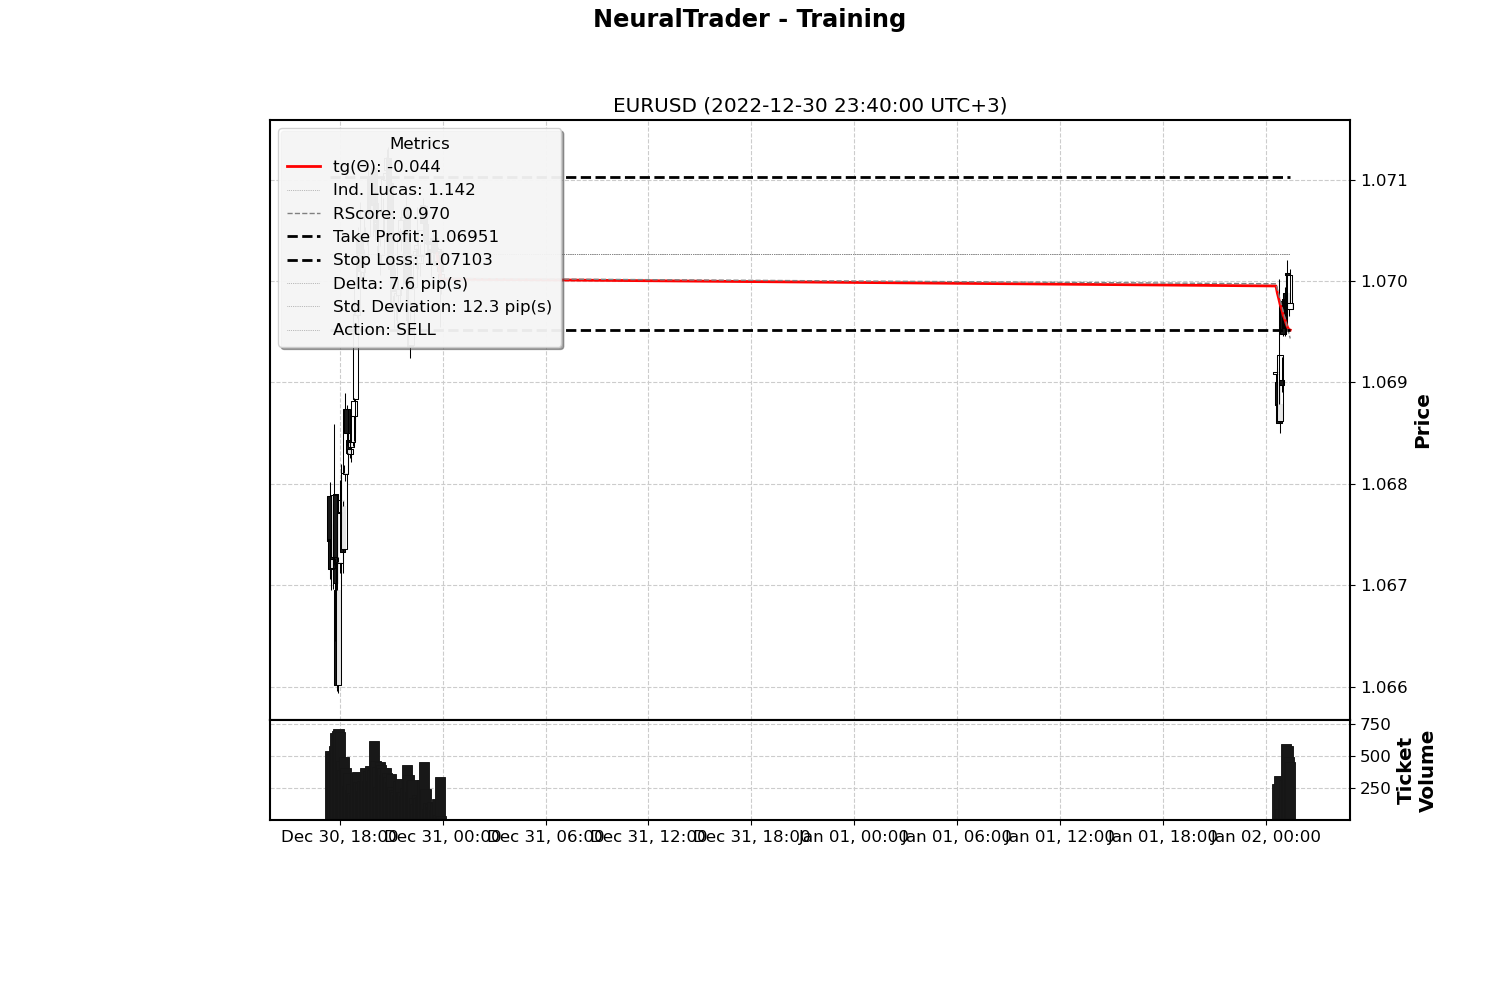 NeuralTrader - Training
EURUSD (2022-12-30 23:40:00 UTC+3)
Metrics
tg(Θ): -0.044
Ind. Lucas: 1.142
RScore: 0.970
Take Profit: 1.06951
Stop Loss: 1.07103
Delta: 7.6 pip(s)
Std. Deviation: 12.3 pip(s)
Action: SELL
1.071
1.070
1.069
1.068
1.067
1.066
Price
750
500
250
Ticket
Volume
Dec 30, 18:00
Dec 31, 00:00
Dec 31, 06:00
Dec 31, 12:00
Dec 31, 18:00
Jan 01, 00:00
Jan 01, 06:00
Jan 01, 12:00
Jan 01, 18:00
Jan 02, 00:00